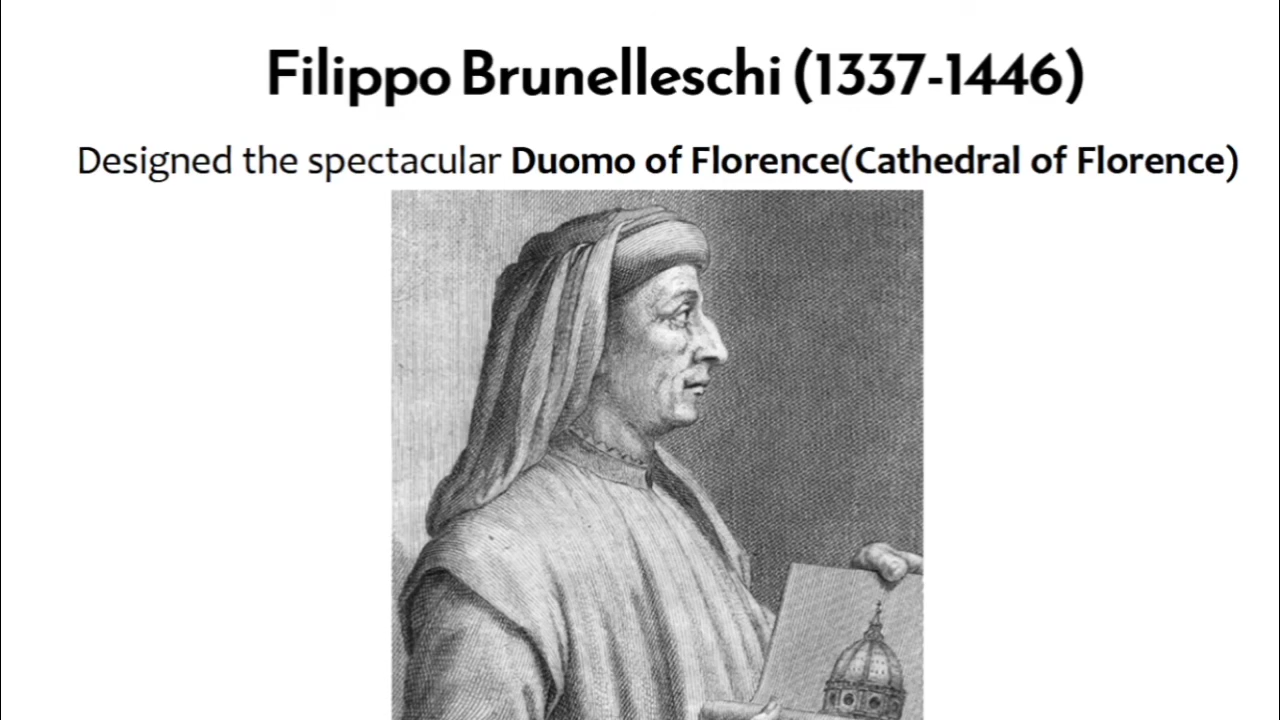 Filippo Brunelleschi (1337-1446)
Designed the spectacular Duomo of Florence(Cathedral of Florence)